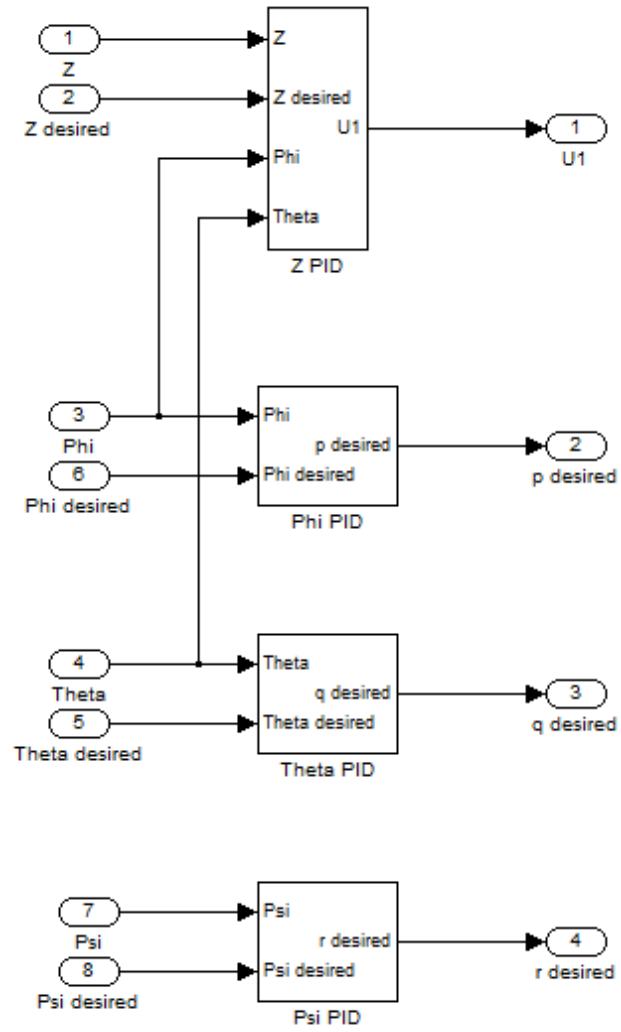 1
Z
2
Z desired
Z
Z desired
U1
Phi
Theta
Z PID
1
U1
3
Phi
6
Phi desired
Phi
p desired
Phi desired
Phi PID
2
p desired
4
Theta
5
Theta desired
Theta
q desired
Theta desired
Theta PID
3
q desired
7
Psi
8
Psi desired
Psi
r desired
Psi desired
Psi PID
4
r desired